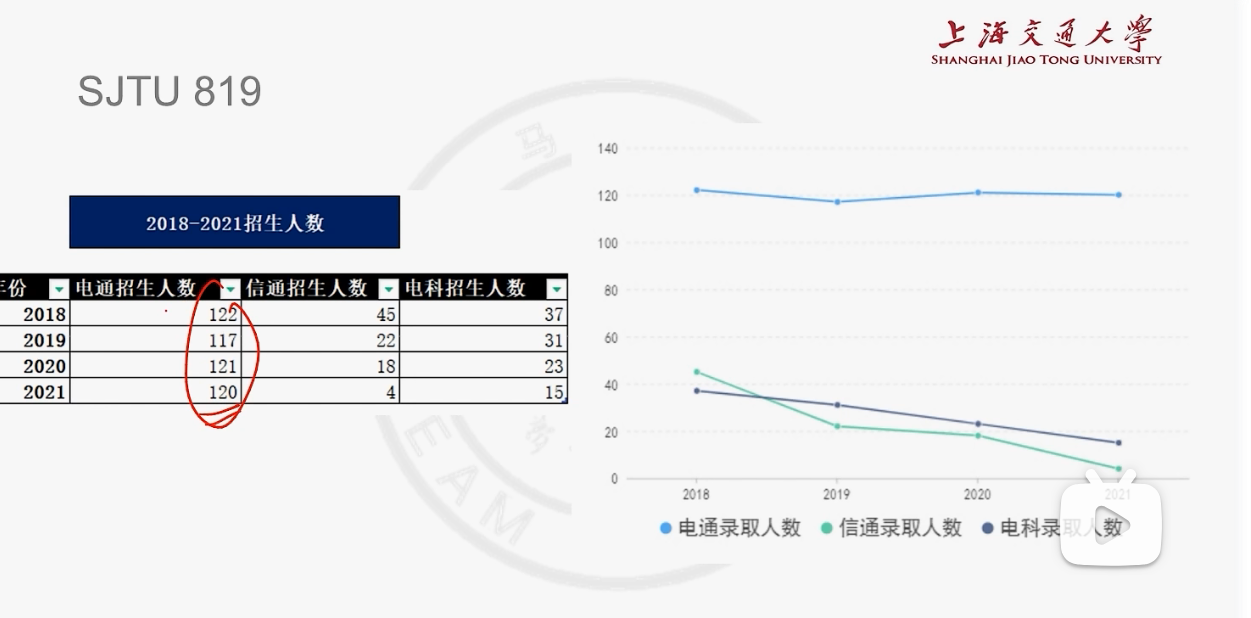 上海交通大学
SHANGHAI JIAO TONG UNIVERSITY
SJTU 819
马
2018-2021招生人数
份 电通招生人数 信通招生人数 电科招生人数
2018 122 45 37
2019 117 22 31
2020 121 18 23
2021 120 4 15
梦
EAM
140
120
100
80
60
40
20
0
2018 2019 2020 2021
电通录取人数 信通录取人数 电科录取人数